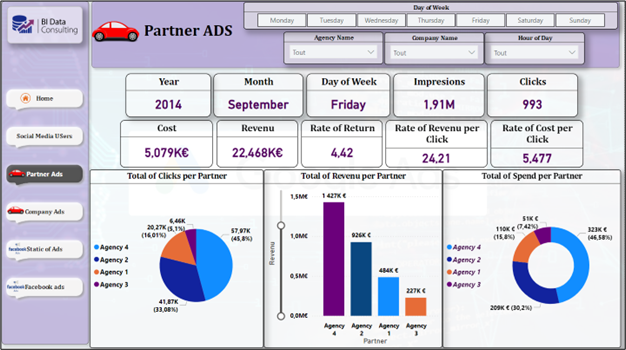 BI Data
Consulting
Partner ADS
Day of Week
Monday Tuesday Wednesday Thursday Friday Saturday Sunday
Agency Name Company Name Hour of Day
Tout Tout Tout
Home
Social Media USers
Partner Ads
Company Ads
facebook Static of Ads
facebook Facebook ads
Year Month Day of Week Impresions Clicks
2014 September Friday 1,91M 993
Cost Revenu Rate of Return Rate of Revenu per Click Rate of Cost per Click
5,079K€ 22,468K€ 4,42 24,21 5,477
Total of Clicks per Partner
6,46K
(5,1%)
20,27K
(16,01%)
57,97K
(45,8%)
41,87K
(33,08%)
Agency 4
Agency 2
Agency 1
Agency 3
Total of Revenu per Partner
Revenu
1,5M€
1,0M€
0,5M€
0,0M€
1 427K €
926K €
484K €
227K €
Agency 4
Agency 2
Agency 1
Agency 3
Partner
Total of Spend per Partner
51K €
(7,42%)
110K €
(15,8%)
323K €
(46,58%)
209K € (30,2%)
Agency 4
Agency 2
Agency 1
Agency 3